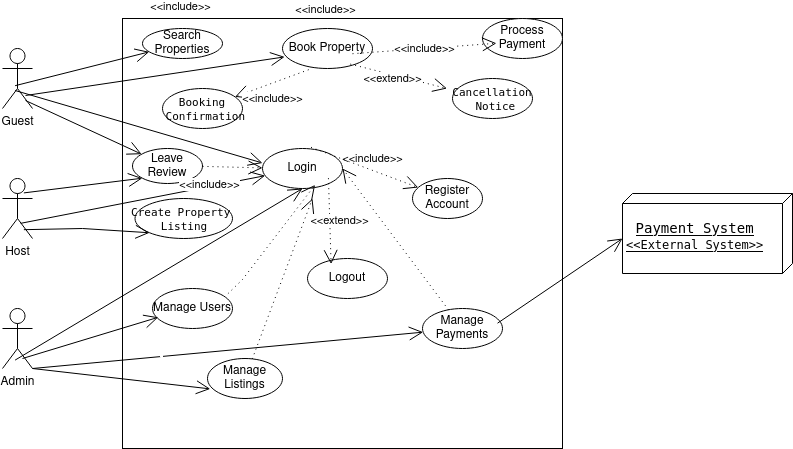 <<include>>
<<include>>
Search
Properties
Book Property
<<include>>
Process
Payment
<<extend>>
Cancellation
Notice
Booking
Confirmation
<<include>>
Guest
Leave
Review
Login
<<include>>
<<include>>
Register
Account
Create Property
Listing
<<extend>>
Host
Payment System
<<External System>>
Logout
Manage Users
Manage
Payments
Admin
Manage
Listings